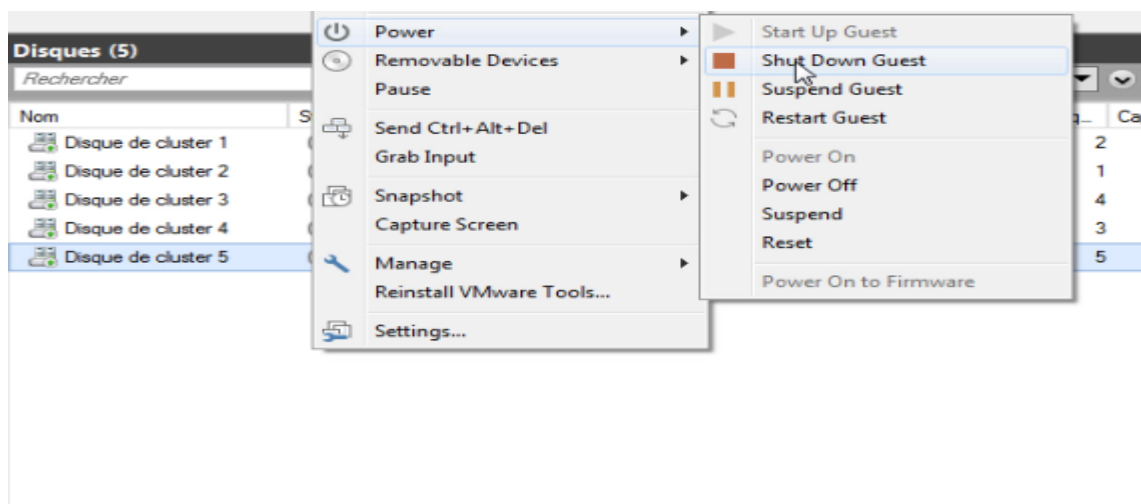 Disques (5)
Rechercher
Nom
Disque de cluster 1
Disque de cluster 2
Disque de cluster 3
Disque de cluster 4
Disque de cluster 5
Power
Removable Devices
Pause
Send Ctrl+Alt+Del
Grab Input
Snapshot
Capture Screen
Manage
Reinstall VMware Tools...
Settings...
Start Up Guest
Shut Down Guest
Suspend Guest
Restart Guest
Power On
Power Off
Suspend
Reset
Power On to Firmware
Ca
2
1
4
3
5